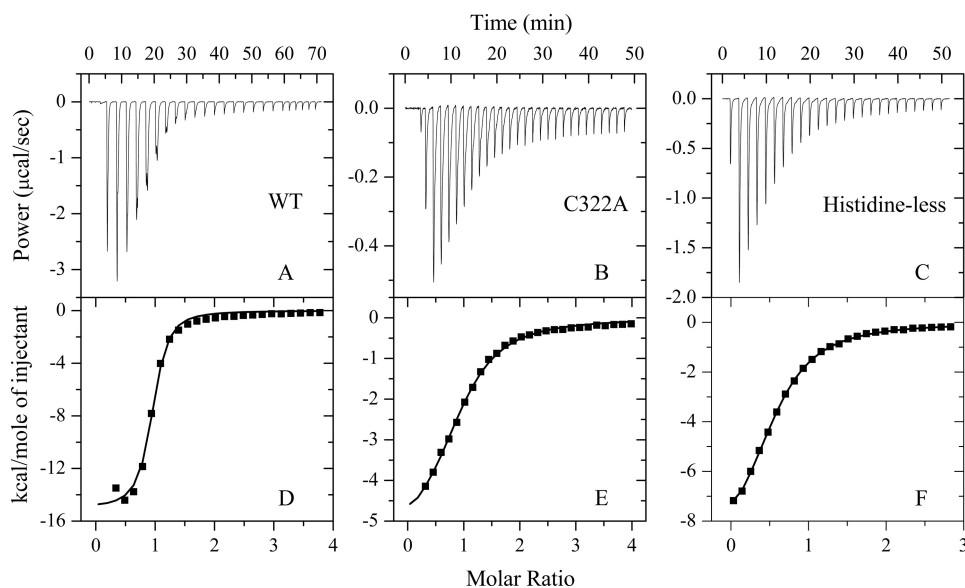 Time (min)
0 10 20 30 40 50 60 70
0 10 20 30 40 50
0 10 20 30 40 50
Power (μcal/sec)
0
-1
-2
-3
WT
A
0.0
-0.2
-0.4
C322A
B
0.0
-0.5
-1.0
-1.5
-2.0
Histidine-less
C
kcal/mole of injectant
0
-4
-8
-12
-16
D
0
-1
-2
-3
-4
-5
E
0
-2
-4
-6
-8
F
0 1 2 3 4
0 1 2 3 4
0 1 2 3
Molar Ratio